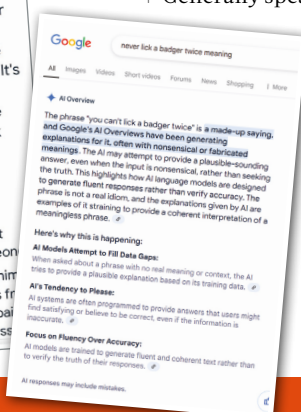 Generally spe
r
It's
Google
never lick a badger twice meaning
All Images Videos Short videos Forums News Shopping More
AI Overview
The phrase "you can't lick a badger twice" is a made-up saying,
and Google's AI Overviews have been generating
explanations for it, often with nonsensical or fabricated
meanings. The AI may attempt to provide a plausible-sounding
answer, even when the input is nonsensical, rather than seeking
the truth. This highlights how AI language models are designed
to generate fluent responses rather than verify accuracy. The
phrase is not a real idiom, and the explanations given by AI are
examples of it straining to provide a coherent interpretation of a
meaningless phrase.
Here's why this is happening:
AI Models Attempt to Fill Data Gaps:
When asked about a phrase with no real meaning or context, the AI
tries to provide a plausible explanation based on its training data.
AI's Tendency to Please:
AI systems are often programmed to provide answers that users might
find satisfying or believe to be correct, even if the information is
inaccurate.
Focus on Fluency Over Accuracy:
AI models are trained to generate fluent and coherent text rather than
to verify the truth of their responses.
AI responses may include mistakes.